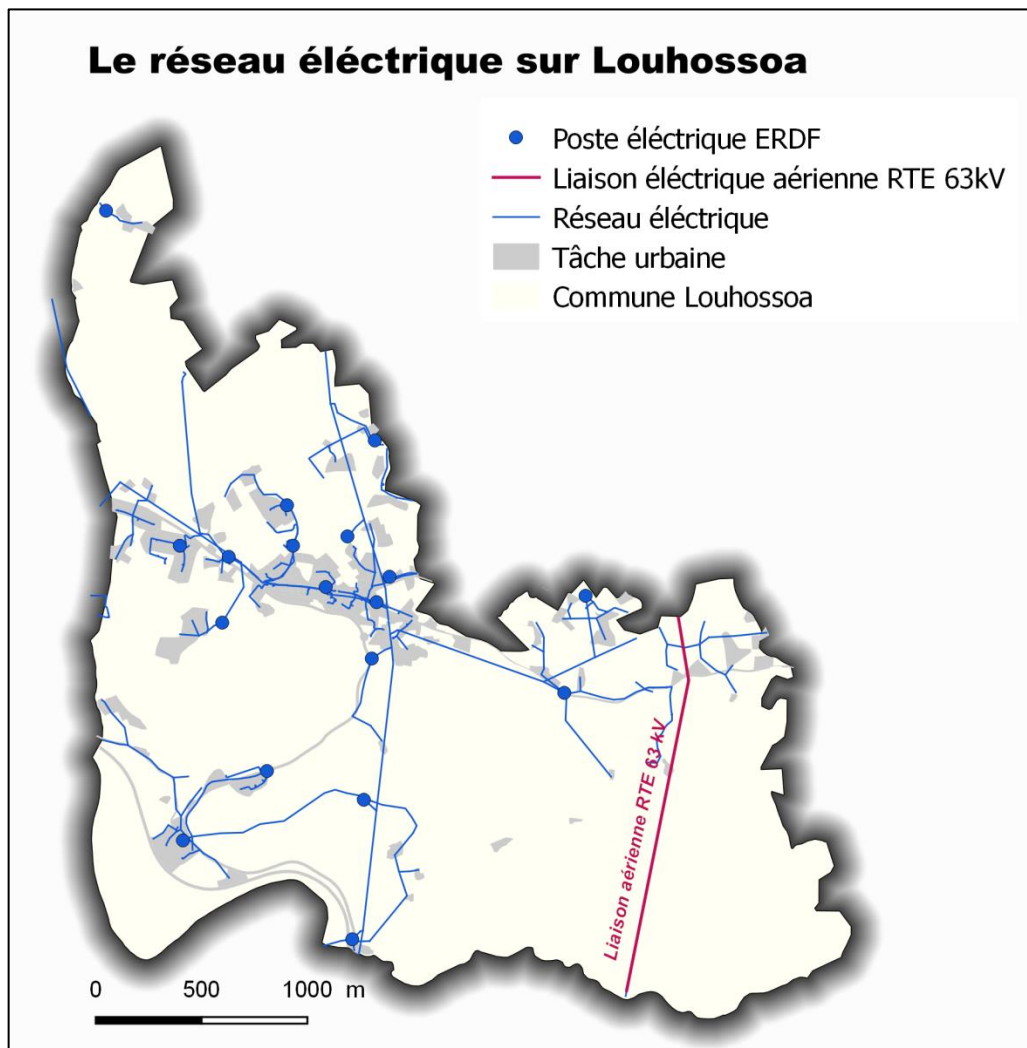 Le réseau éléctrique sur Louhossoa
Poste éléctrique ERDF
Liaison éléctrique aérienne RTE 63kV
Réseau éléctrique
Tâche urbaine
Commune Louhossoa
Liaison aérienne RTE 63 kV
0 500 1000 m